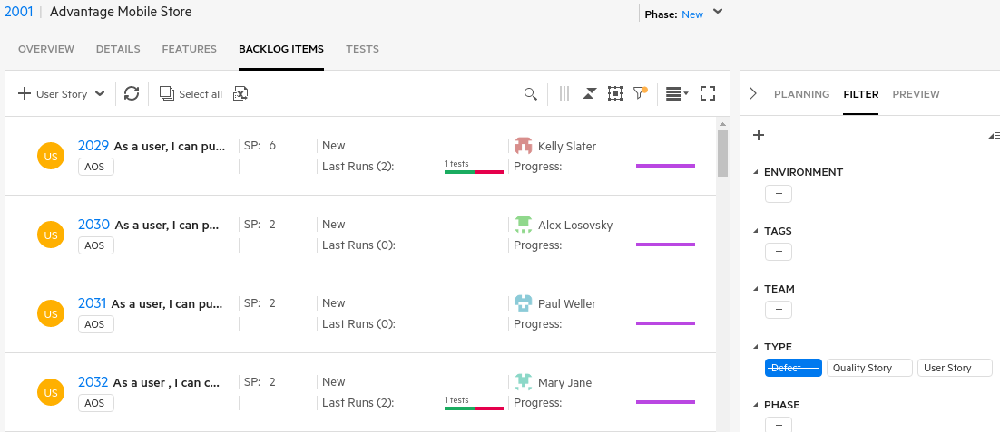 2001 | Advantage Mobile Store
Phase: New
OVERVIEW DETAILS FEATURES BACKLOG ITEMS TESTS
+ User Story Select all
US 2029 As a user, I can pu... SP: 6 New Kelly Slater
AOS Last Runs (2): 1 tests Progress:
US 2030 As a user, I can p... SP: 2 New Alex Losovsky
AOS Last Runs (0): Progress:
US 2031 As a user, I can pu... SP: 2 New Paul Weller
AOS Last Runs (0): Progress:
US 2032 As a user , I can c... SP: 2 New Mary Jane
AOS Last Runs (2): 1 tests Progress:
PLANNING FILTER PREVIEW
+
ENVIRONMENT
+
TAGS
+
TEAM
+
TYPE
Defect Quality Story User Story
PHASE
+